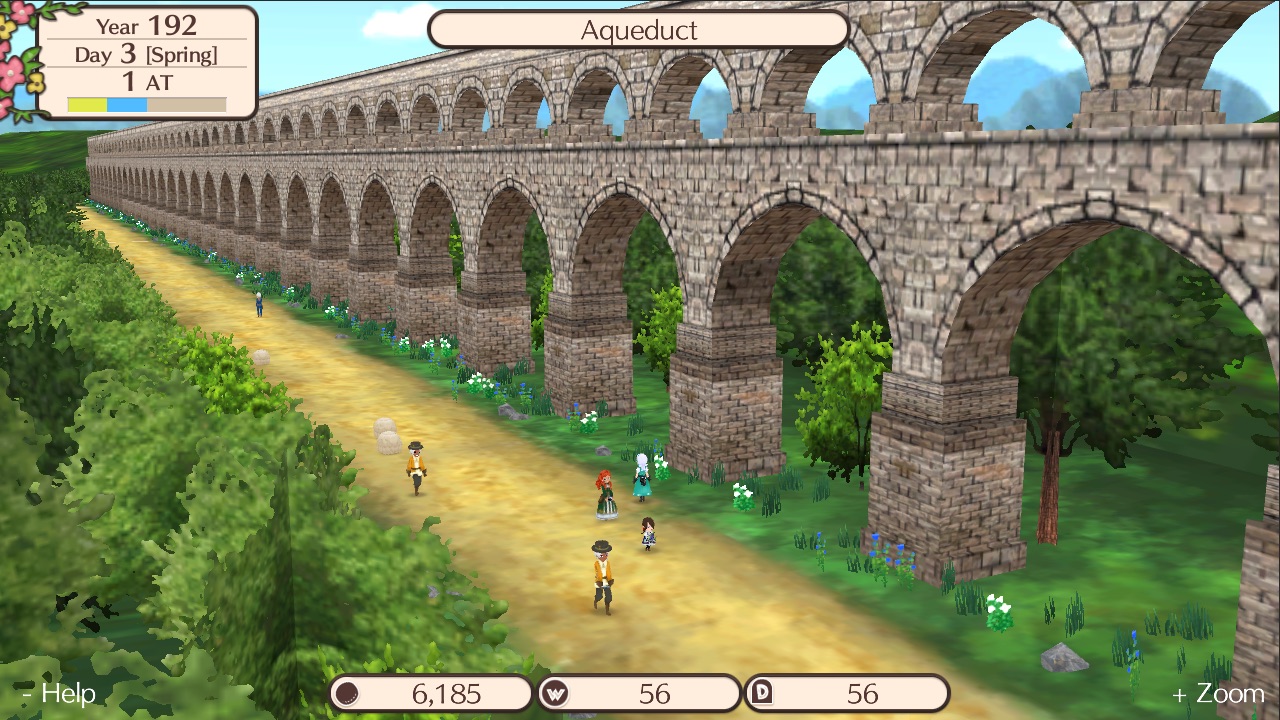 Year 192
Day 3 [Spring]
1 AT
Aqueduct
- Help
6,185
W 56
D 56
+ Zoom